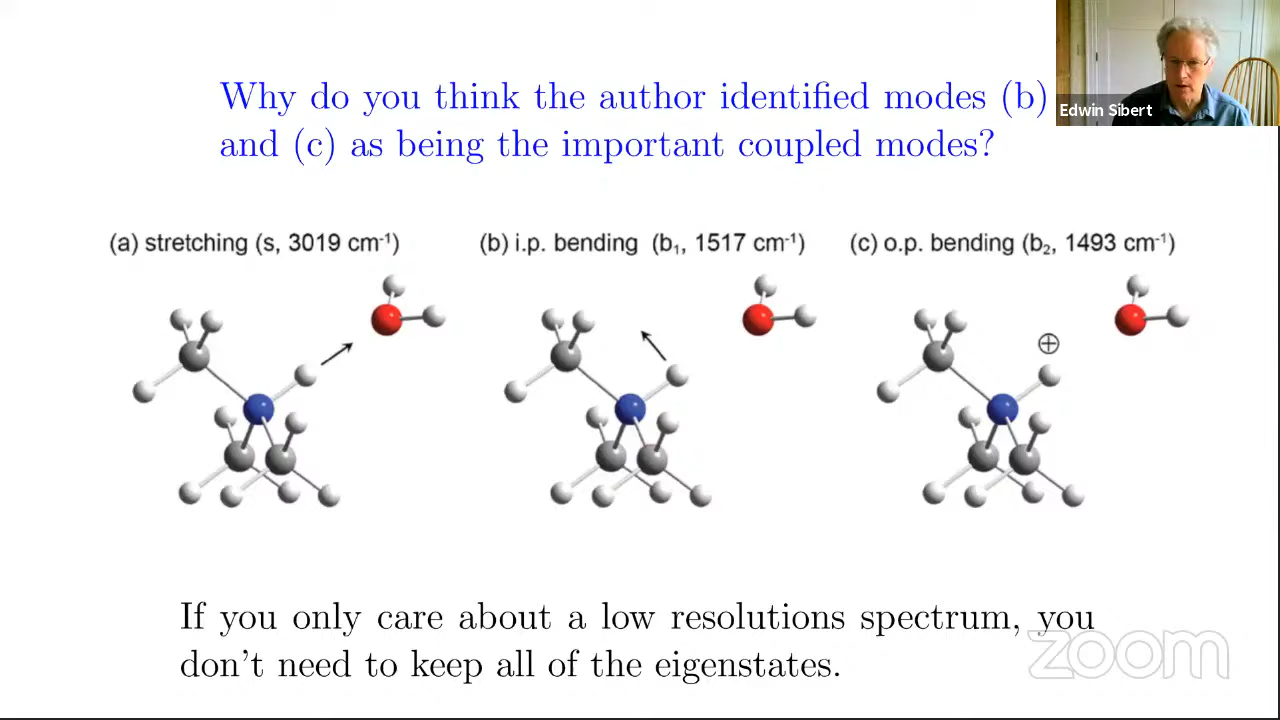 Why do you think the author identified modes (b)
and (c) as being the important coupled modes?
Edwin Sibert
(a) stretching (s, 3019 cm⁻¹)
(b) i.p. bending (b₁, 1517 cm⁻¹)
(c) o.p. bending (b₂, 1493 cm⁻¹)
If you only care about a low resolutions spectrum, you
don't need to keep all of the eigenstates.
zoom